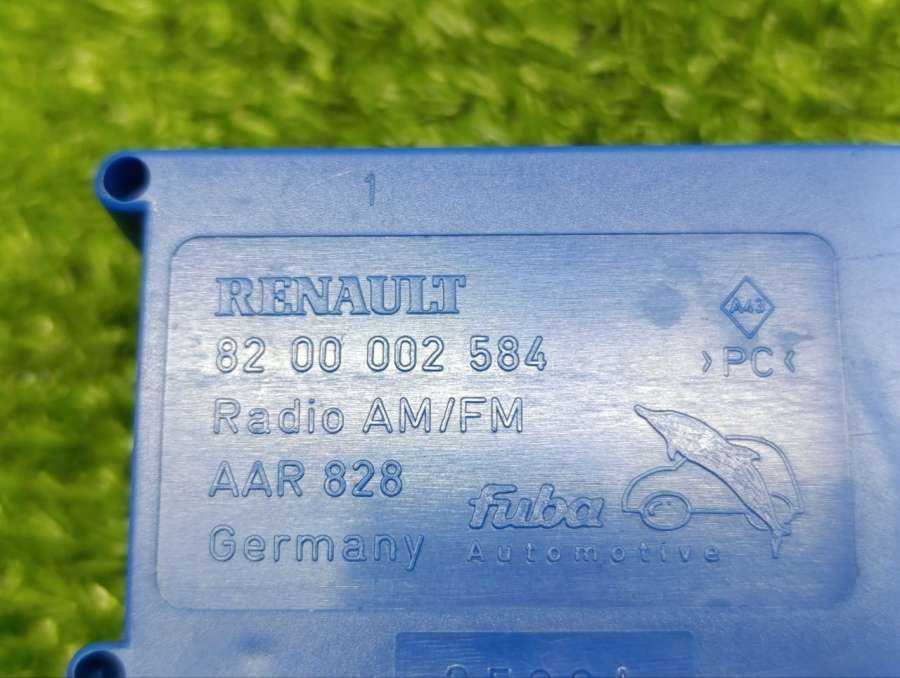 1
RENAULT
82 00 002 584
A43
>PC<
Radio AM/FM
AAR 828
Germany
fuba
Automotive